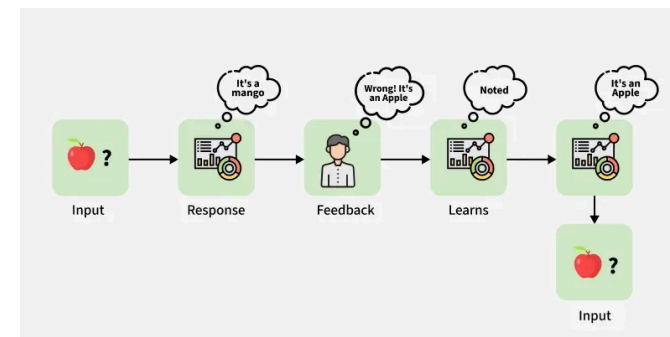 It's a
mango
Wrong! It's
an Apple
Noted
It's an
Apple
?
Input
Response
Feedback
Learns
?
Input